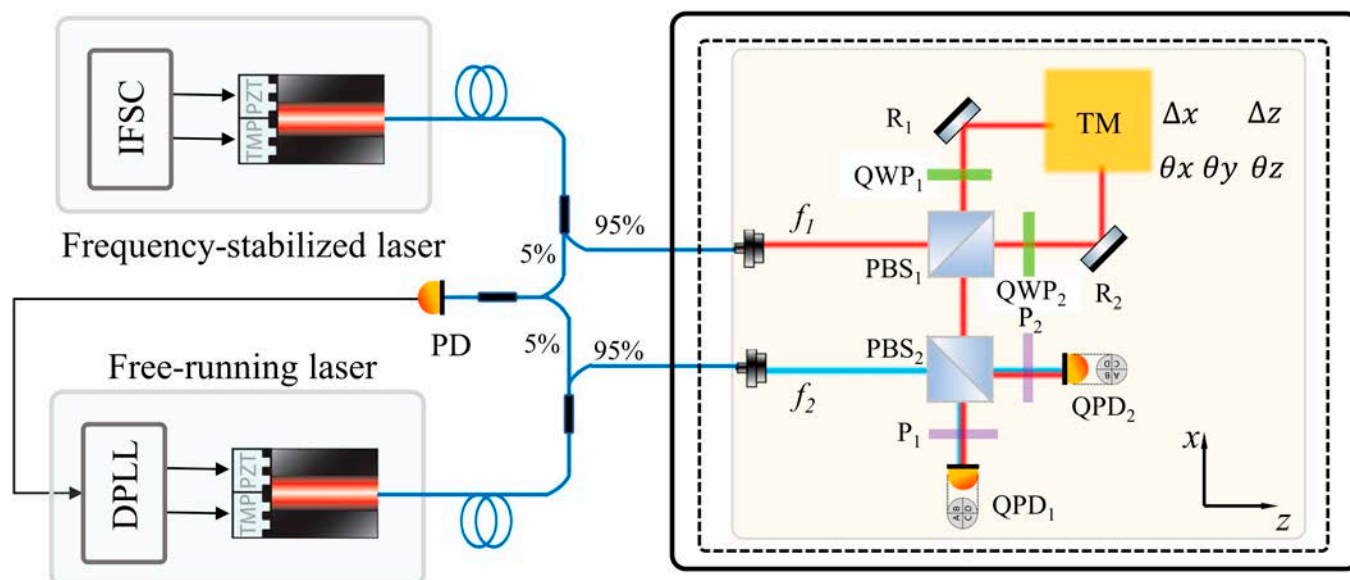 IFSC
PZT
TMP
Frequency-stabilized laser
95%
5%
PD
5%
95%
Free-running laser
DPLL
PZT
TMP
f₁
f₂
R₁
QWP₁
PBS₁
TM
Δx Δz
θx θy θz
QWP₂
R₂
P₂
PBS₂
QPD₂
A B
C D
P₁
QPD₁
A B
C D
x
z